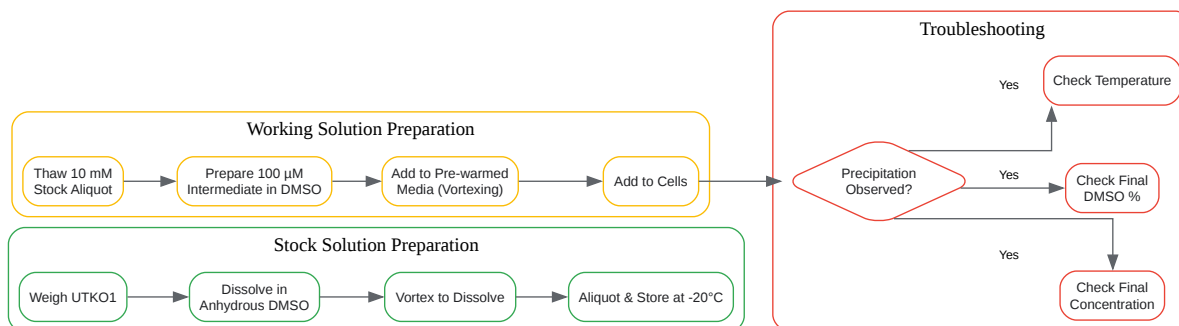 Troubleshooting
Yes
Check Temperature
Working Solution Preparation
Thaw 10 mM
Stock Aliquot
Prepare 100 µM
Intermediate in DMSO
Add to Pre-warmed
Media (Vortexing)
Add to Cells
Precipitation
Observed?
Yes
Check Final
DMSO %
Stock Solution Preparation
Yes
Weigh UTKO1
Dissolve in
Anhydrous DMSO
Vortex to Dissolve
Aliquot & Store at -20°C
Check Final
Concentration